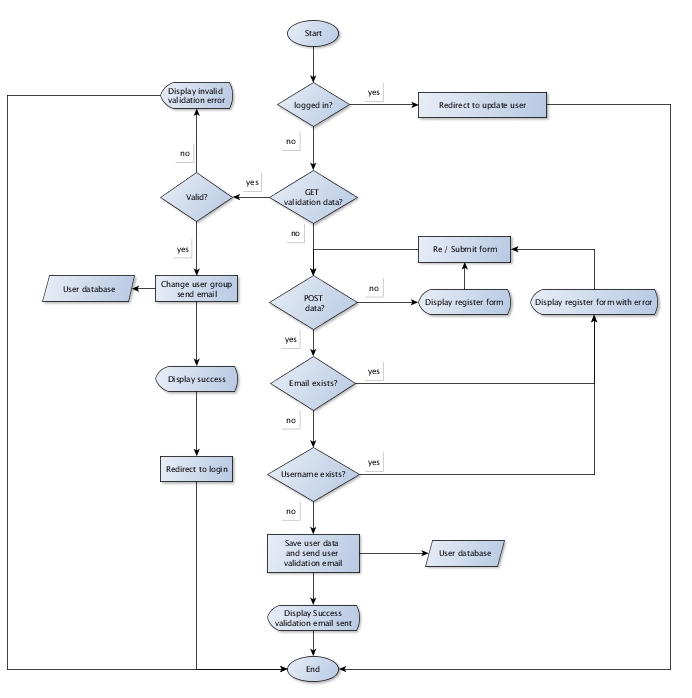 Start
logged in?
yes
Redirect to update user
Display invalid
validation error
no
no
GET
validation data?
yes
Valid?
no
yes
Re / Submit form
Change user group
send email
User database
POST
data?
no
Display register form
Display register form with error
yes
Display success
Email exists?
yes
no
Redirect to login
Username exists?
yes
no
Save user data
and send user
validation email
User database
Display Success
validation email sent
End